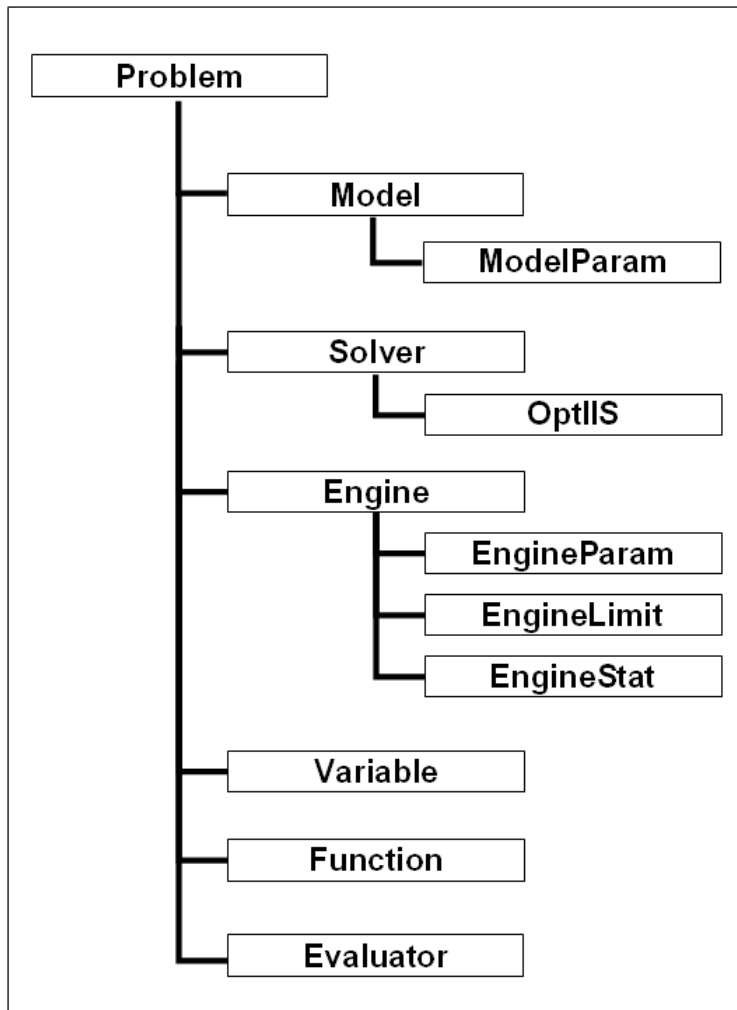 Problem
Model
ModelParam
Solver
OptIIS
Engine
EngineParam
EngineLimit
EngineStat
Variable
Function
Evaluator